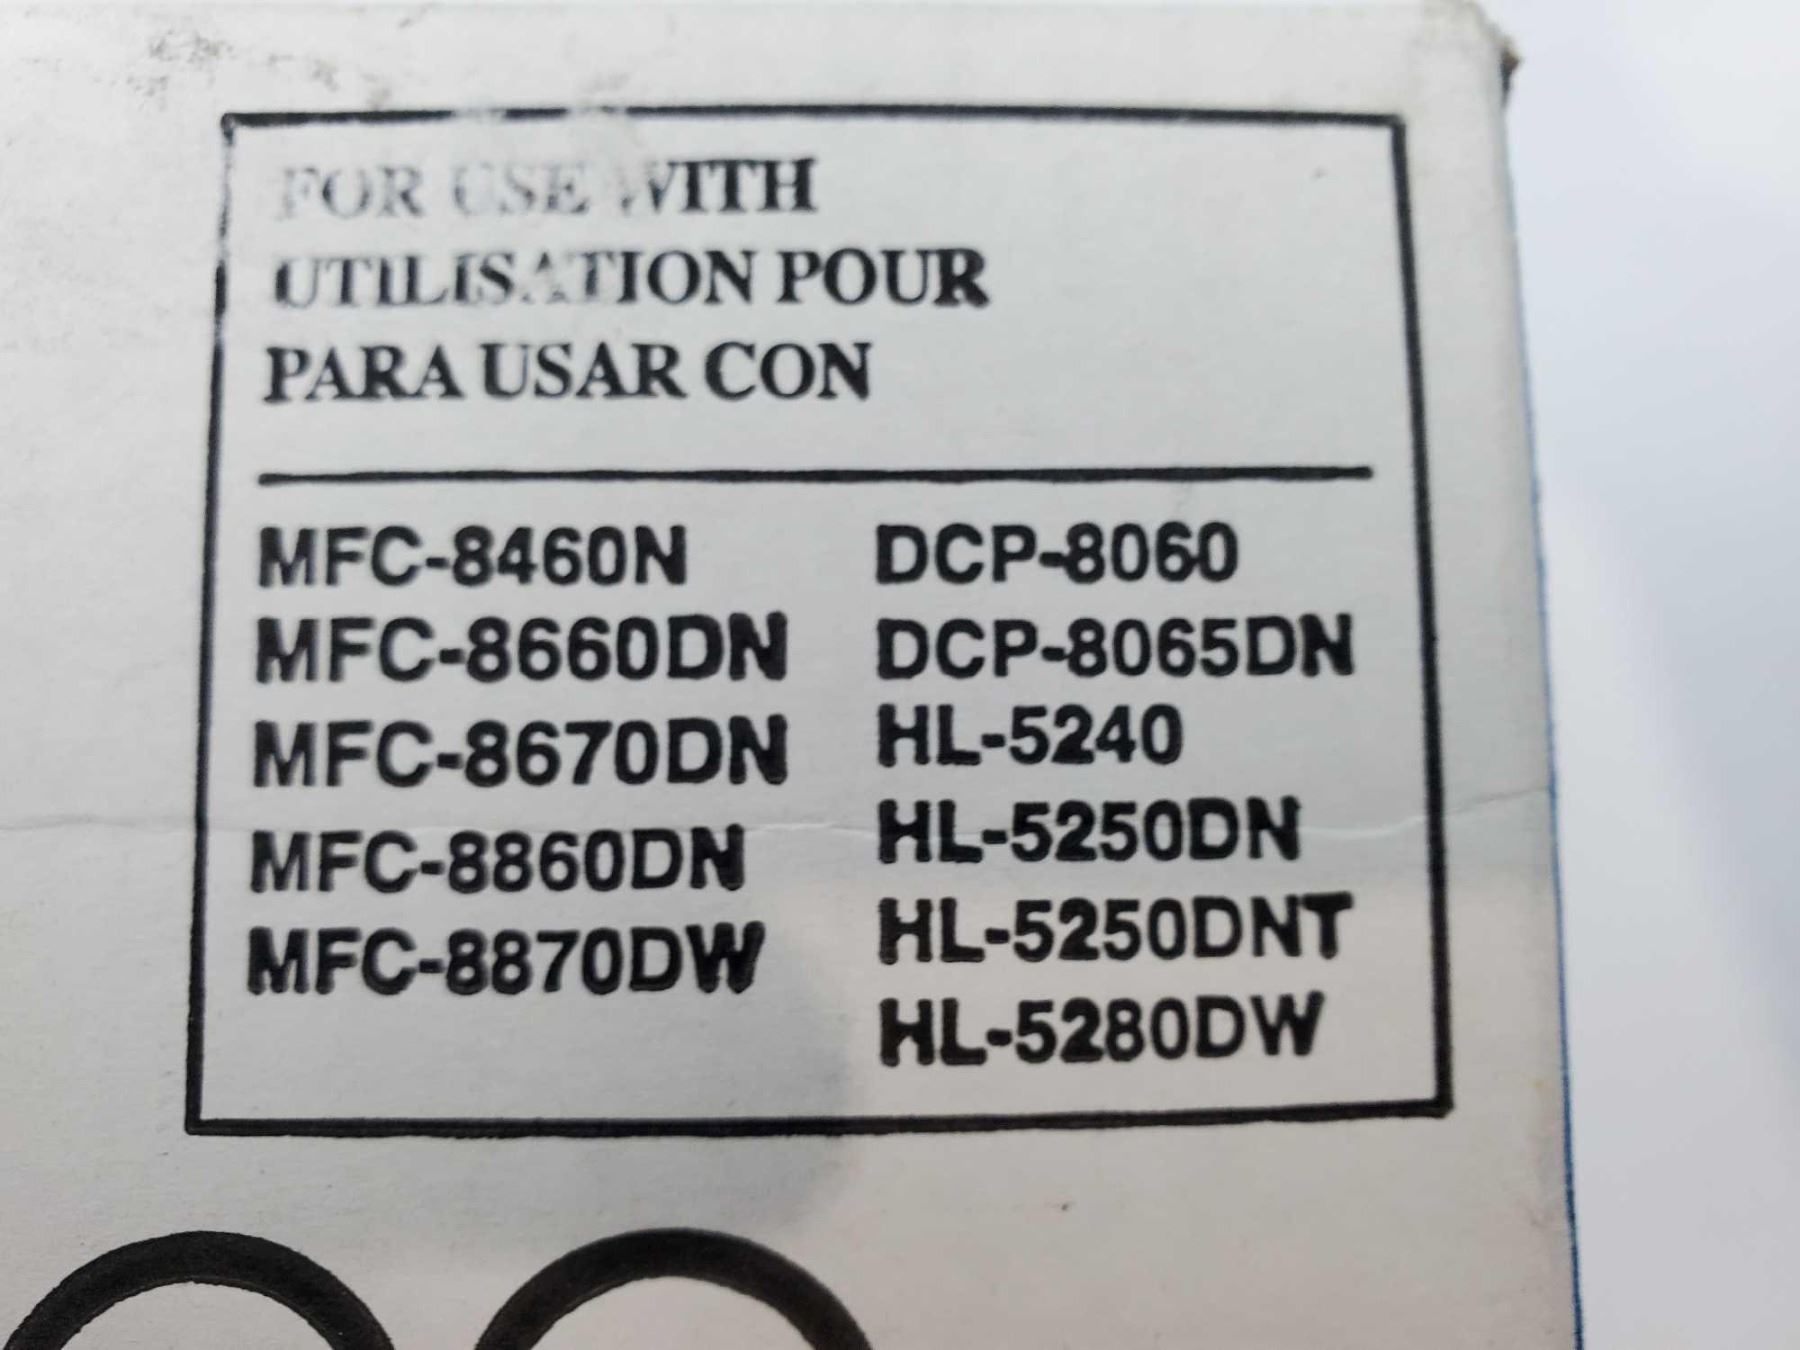 FOR USE WITH
UTILISATION POUR
PARA USAR CON
MFC-8460N
MFC-8660DN
MFC-8670DN
MFC-8860DN
MFC-8870DW
DCP-8060
DCP-8065DN
HL-5240
HL-5250DN
HL-5250DNT
HL-5280DW